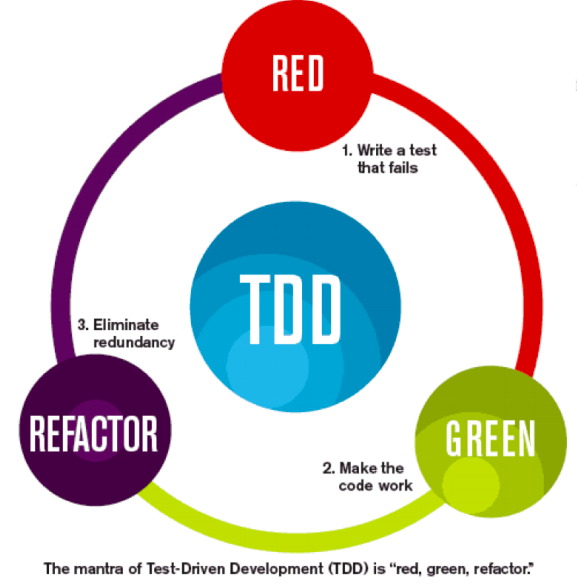 RED
1. Write a test
that fails
TDD
3. Eliminate
redundancy
REFACTOR
GREEN
2. Make the
code work
The mantra of Test-Driven Development (TDD) is “red, green, refactor.”